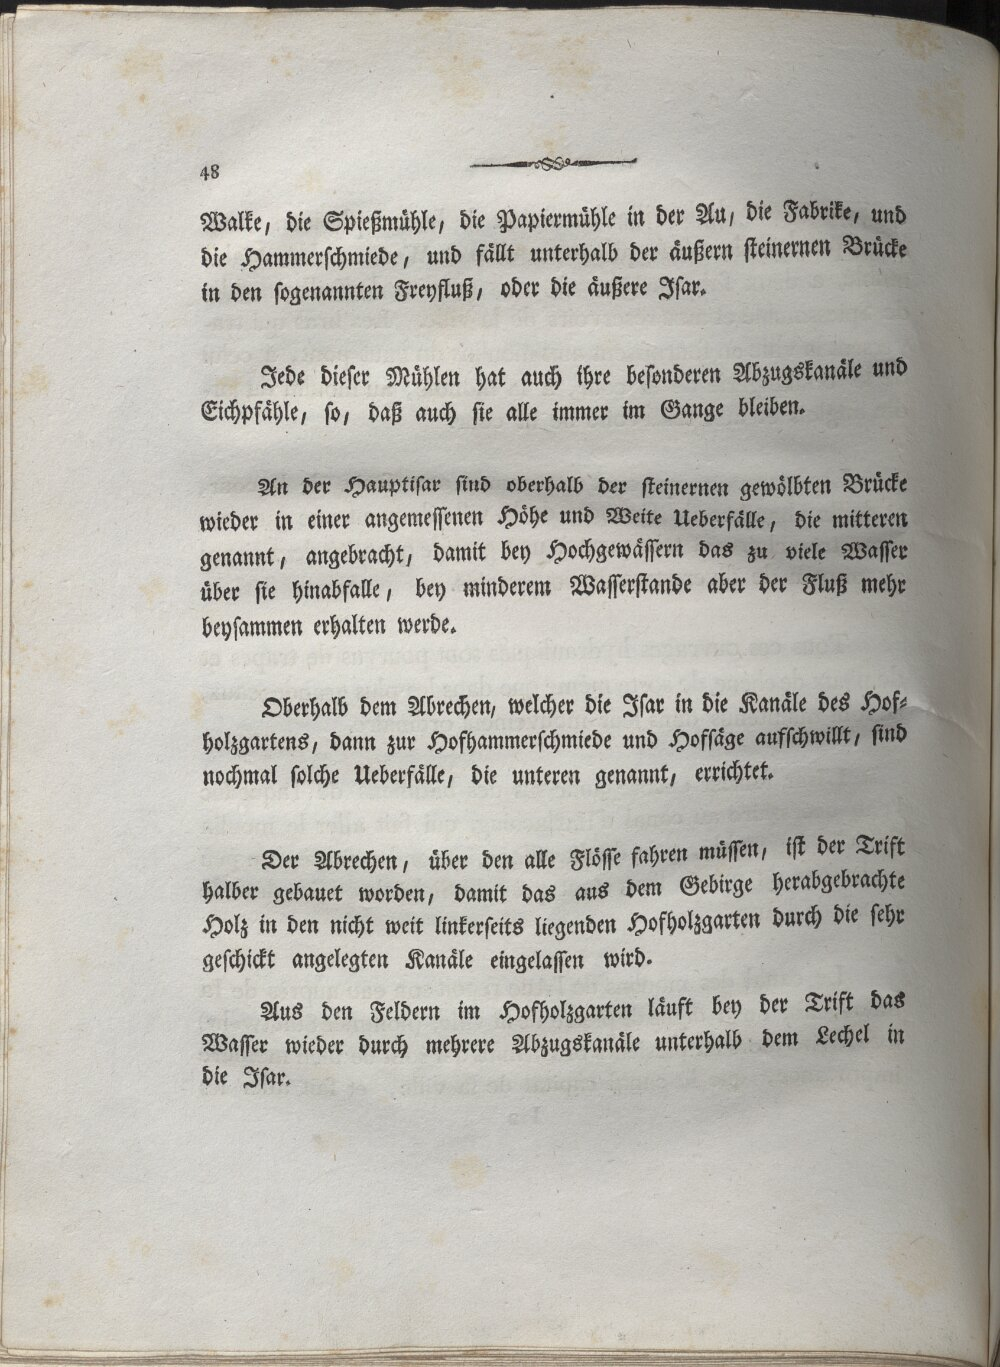 48
Walke, die Spießmühle, die Papiermühle in der Au, die Fabrike, und
die Hammerschmiede, und fällt unterhalb der äußern steinernen Brücke
in den sogenannten Freyfluß, oder die äußere Isar.
Jede dieser Mühlen hat auch ihre besonderen Abzugskanäle und
Eichpfähle, so, daß auch sie alle immer im Gange bleiben.
An der Hauptisar sind oberhalb der steinernen gewölbten Brücke
wieder in einer angemessenen Höhe und Weite Ueberfälle, die mitteren
genannt, angebracht, damit bey Hochgewässern das zu viele Wasser
über sie hinabfalle, bey minderem Wasserstande aber der Fluß mehr
beysammen erhalten werde.
Oberhalb dem Abrechen, welcher die Isar in die Kanäle des Hof-
holzgartens, dann zur Hofhammerschmiede und Hofsäge aufschwillt, sind
nochmal solche Ueberfälle, die unteren genannt, errichtet.
Der Abrechen, über den alle Flösse fahren müssen, ist der Trift
halber gebauet worden, damit das aus dem Gebirge herabgebrachte
Holz in den nicht weit linkerseits liegenden Hofholzgarten durch die sehr
geschickt angelegten Kanäle eingelassen wird.
Aus den Feldern im Hofholzgarten läuft bey der Trift das
Wasser wieder durch mehrere Abzugskanäle unterhalb dem Lechel in
die Isar.